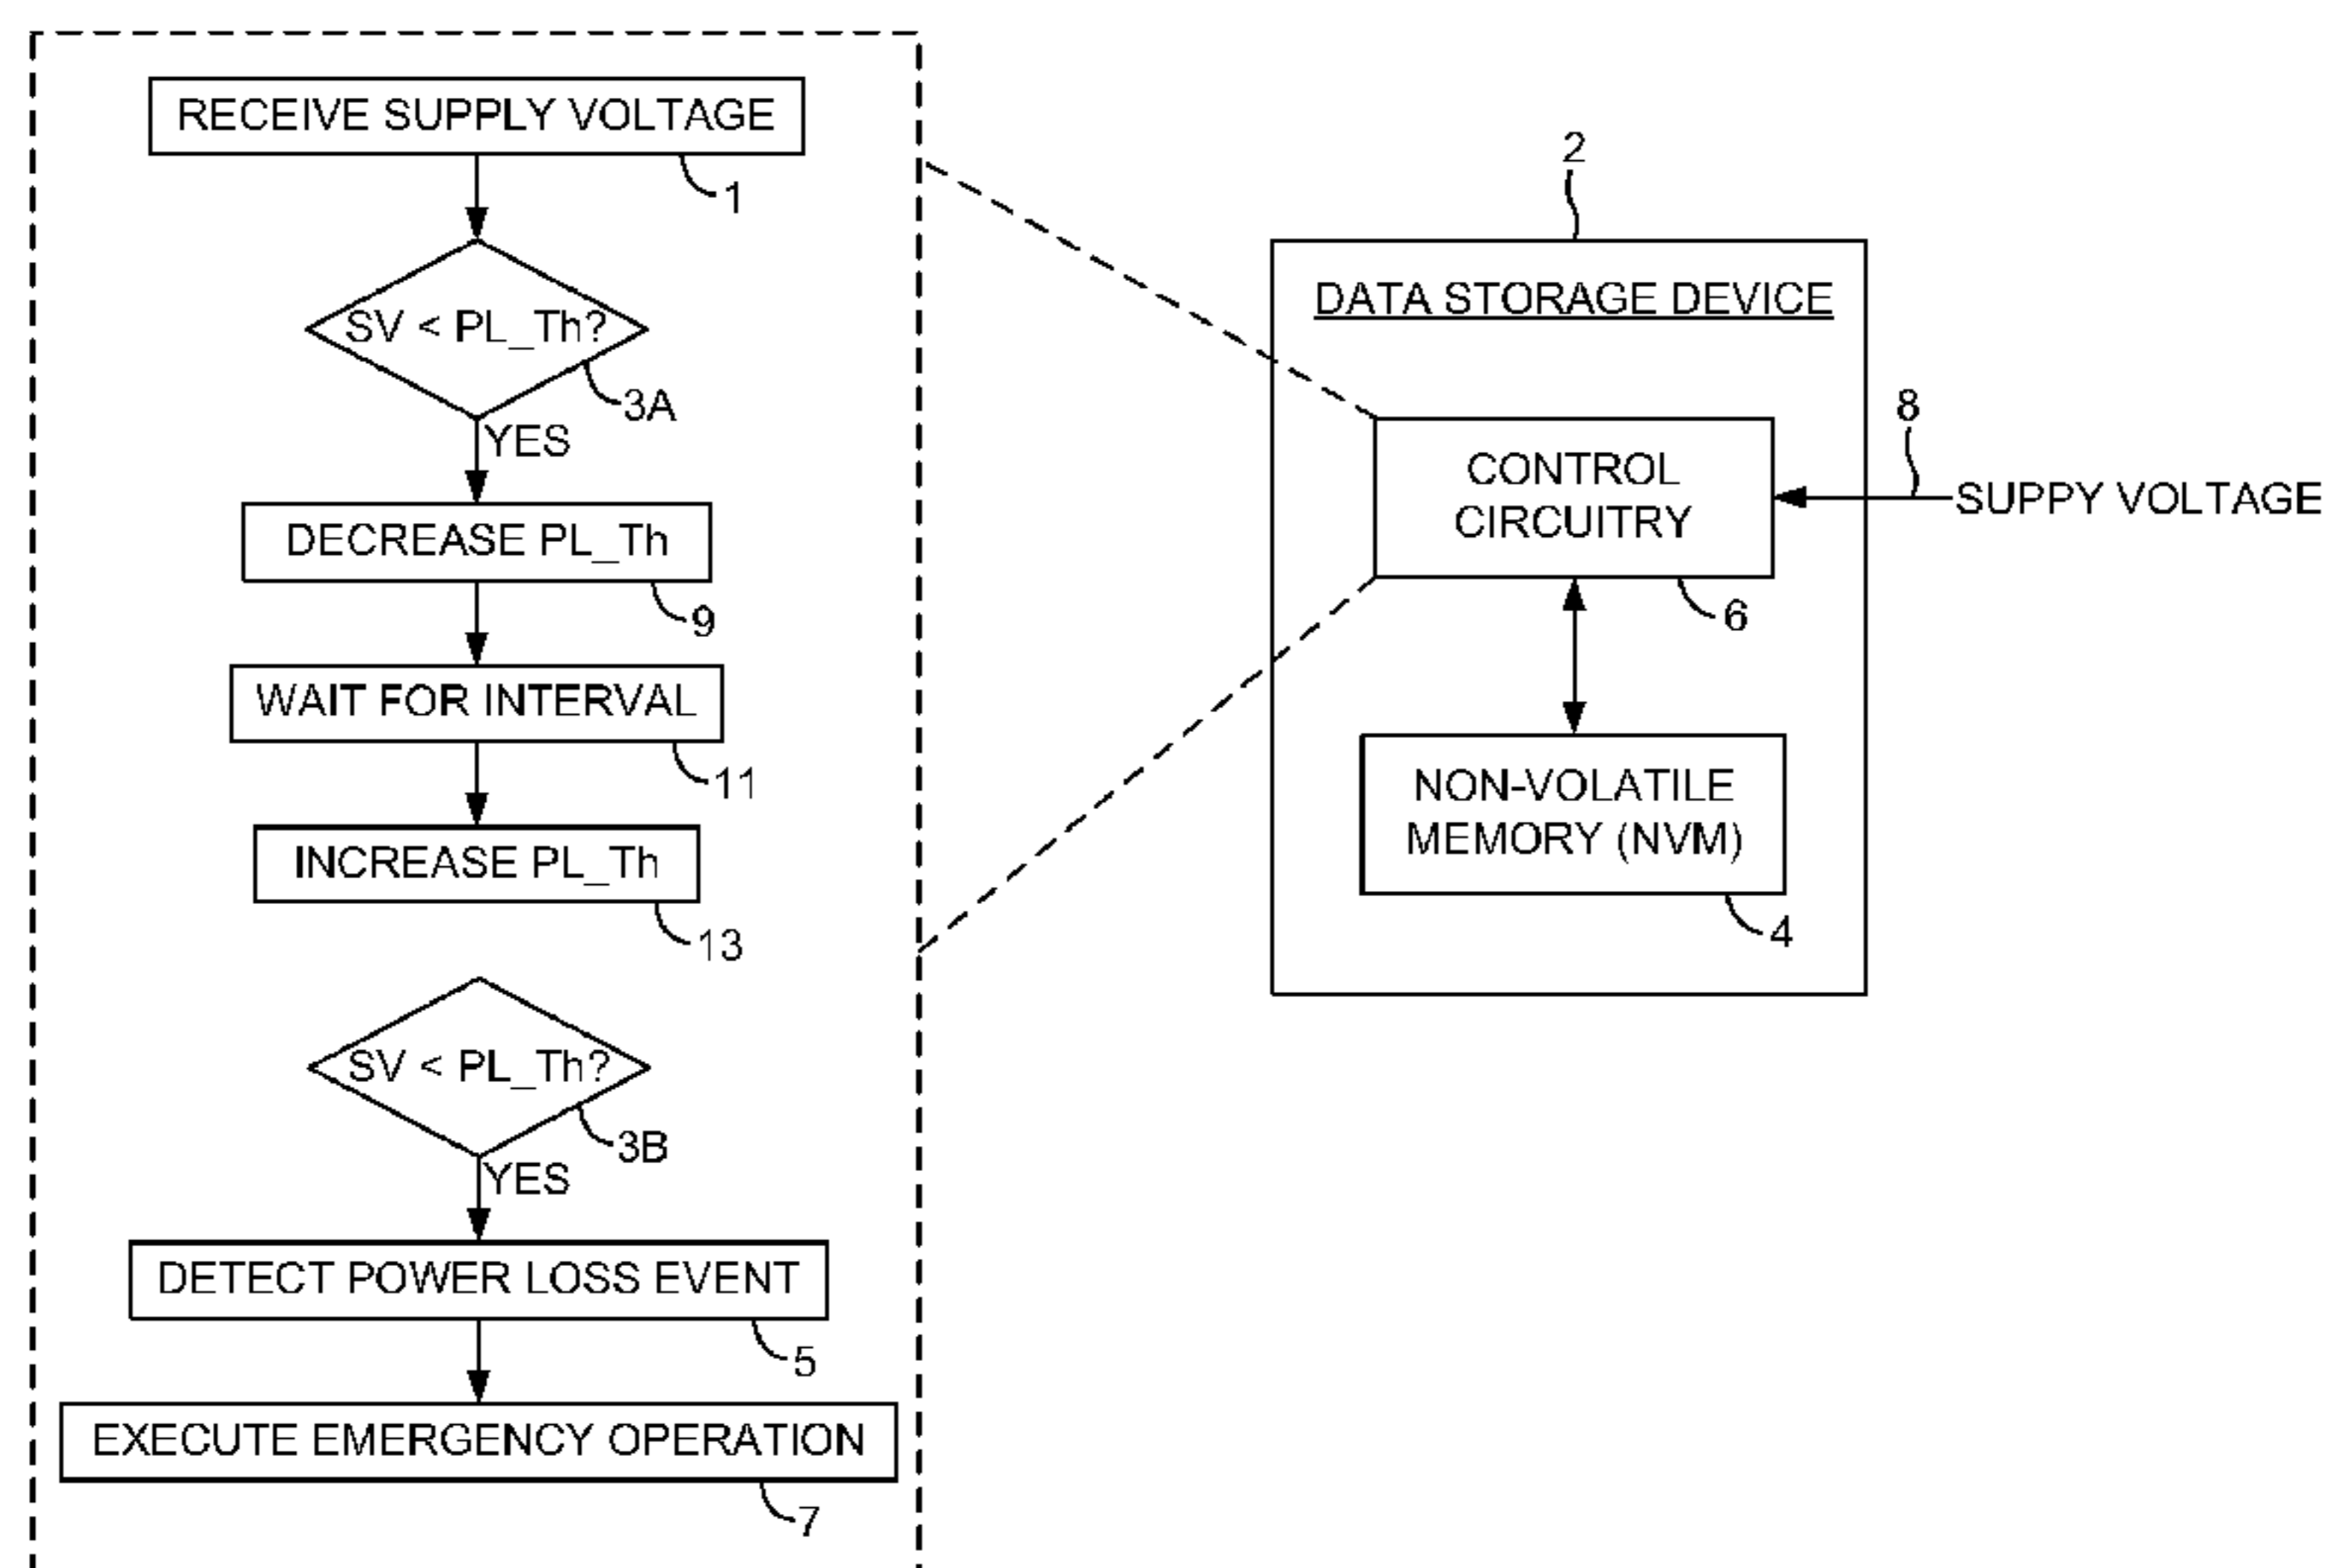 RECEIVE SUPPLY VOLTAGE
1
SV < PL_Th?
3A
YES
DECREASE PL_Th
9
WAIT FOR INTERVAL
11
INCREASE PL_Th
13
SV < PL_Th?
3B
YES
DETECT POWER LOSS EVENT
5
EXECUTE EMERGENCY OPERATION
7
2
DATA STORAGE DEVICE
CONTROL
CIRCUITRY
6
8
SUPPY VOLTAGE
NON-VOLATILE
MEMORY (NVM)
4